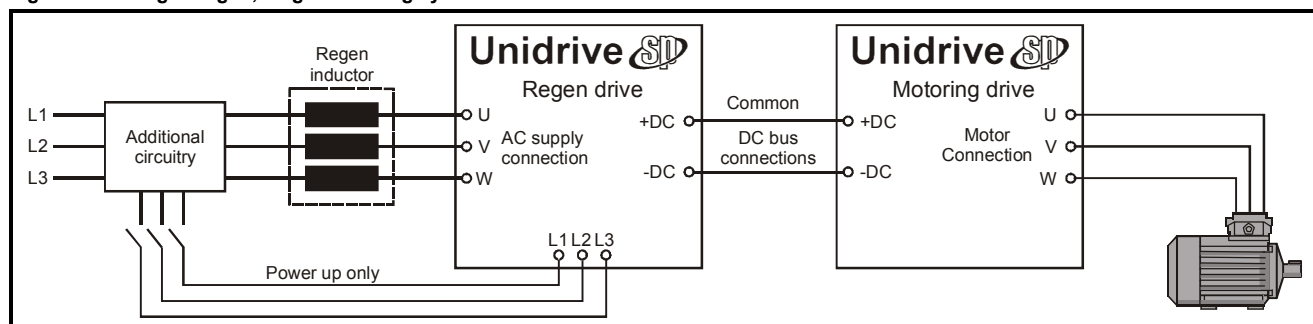 Unidrive SP
Regen drive
Unidrive SP
Motoring drive
Regen
inductor
L1
L2
L3
Additional
circuitry
U
V
W
AC supply
connection
+DC
-DC
Common
DC bus
connections
+DC
-DC
Motor
Connection
U
V
W
L1 L2 L3
Power up only